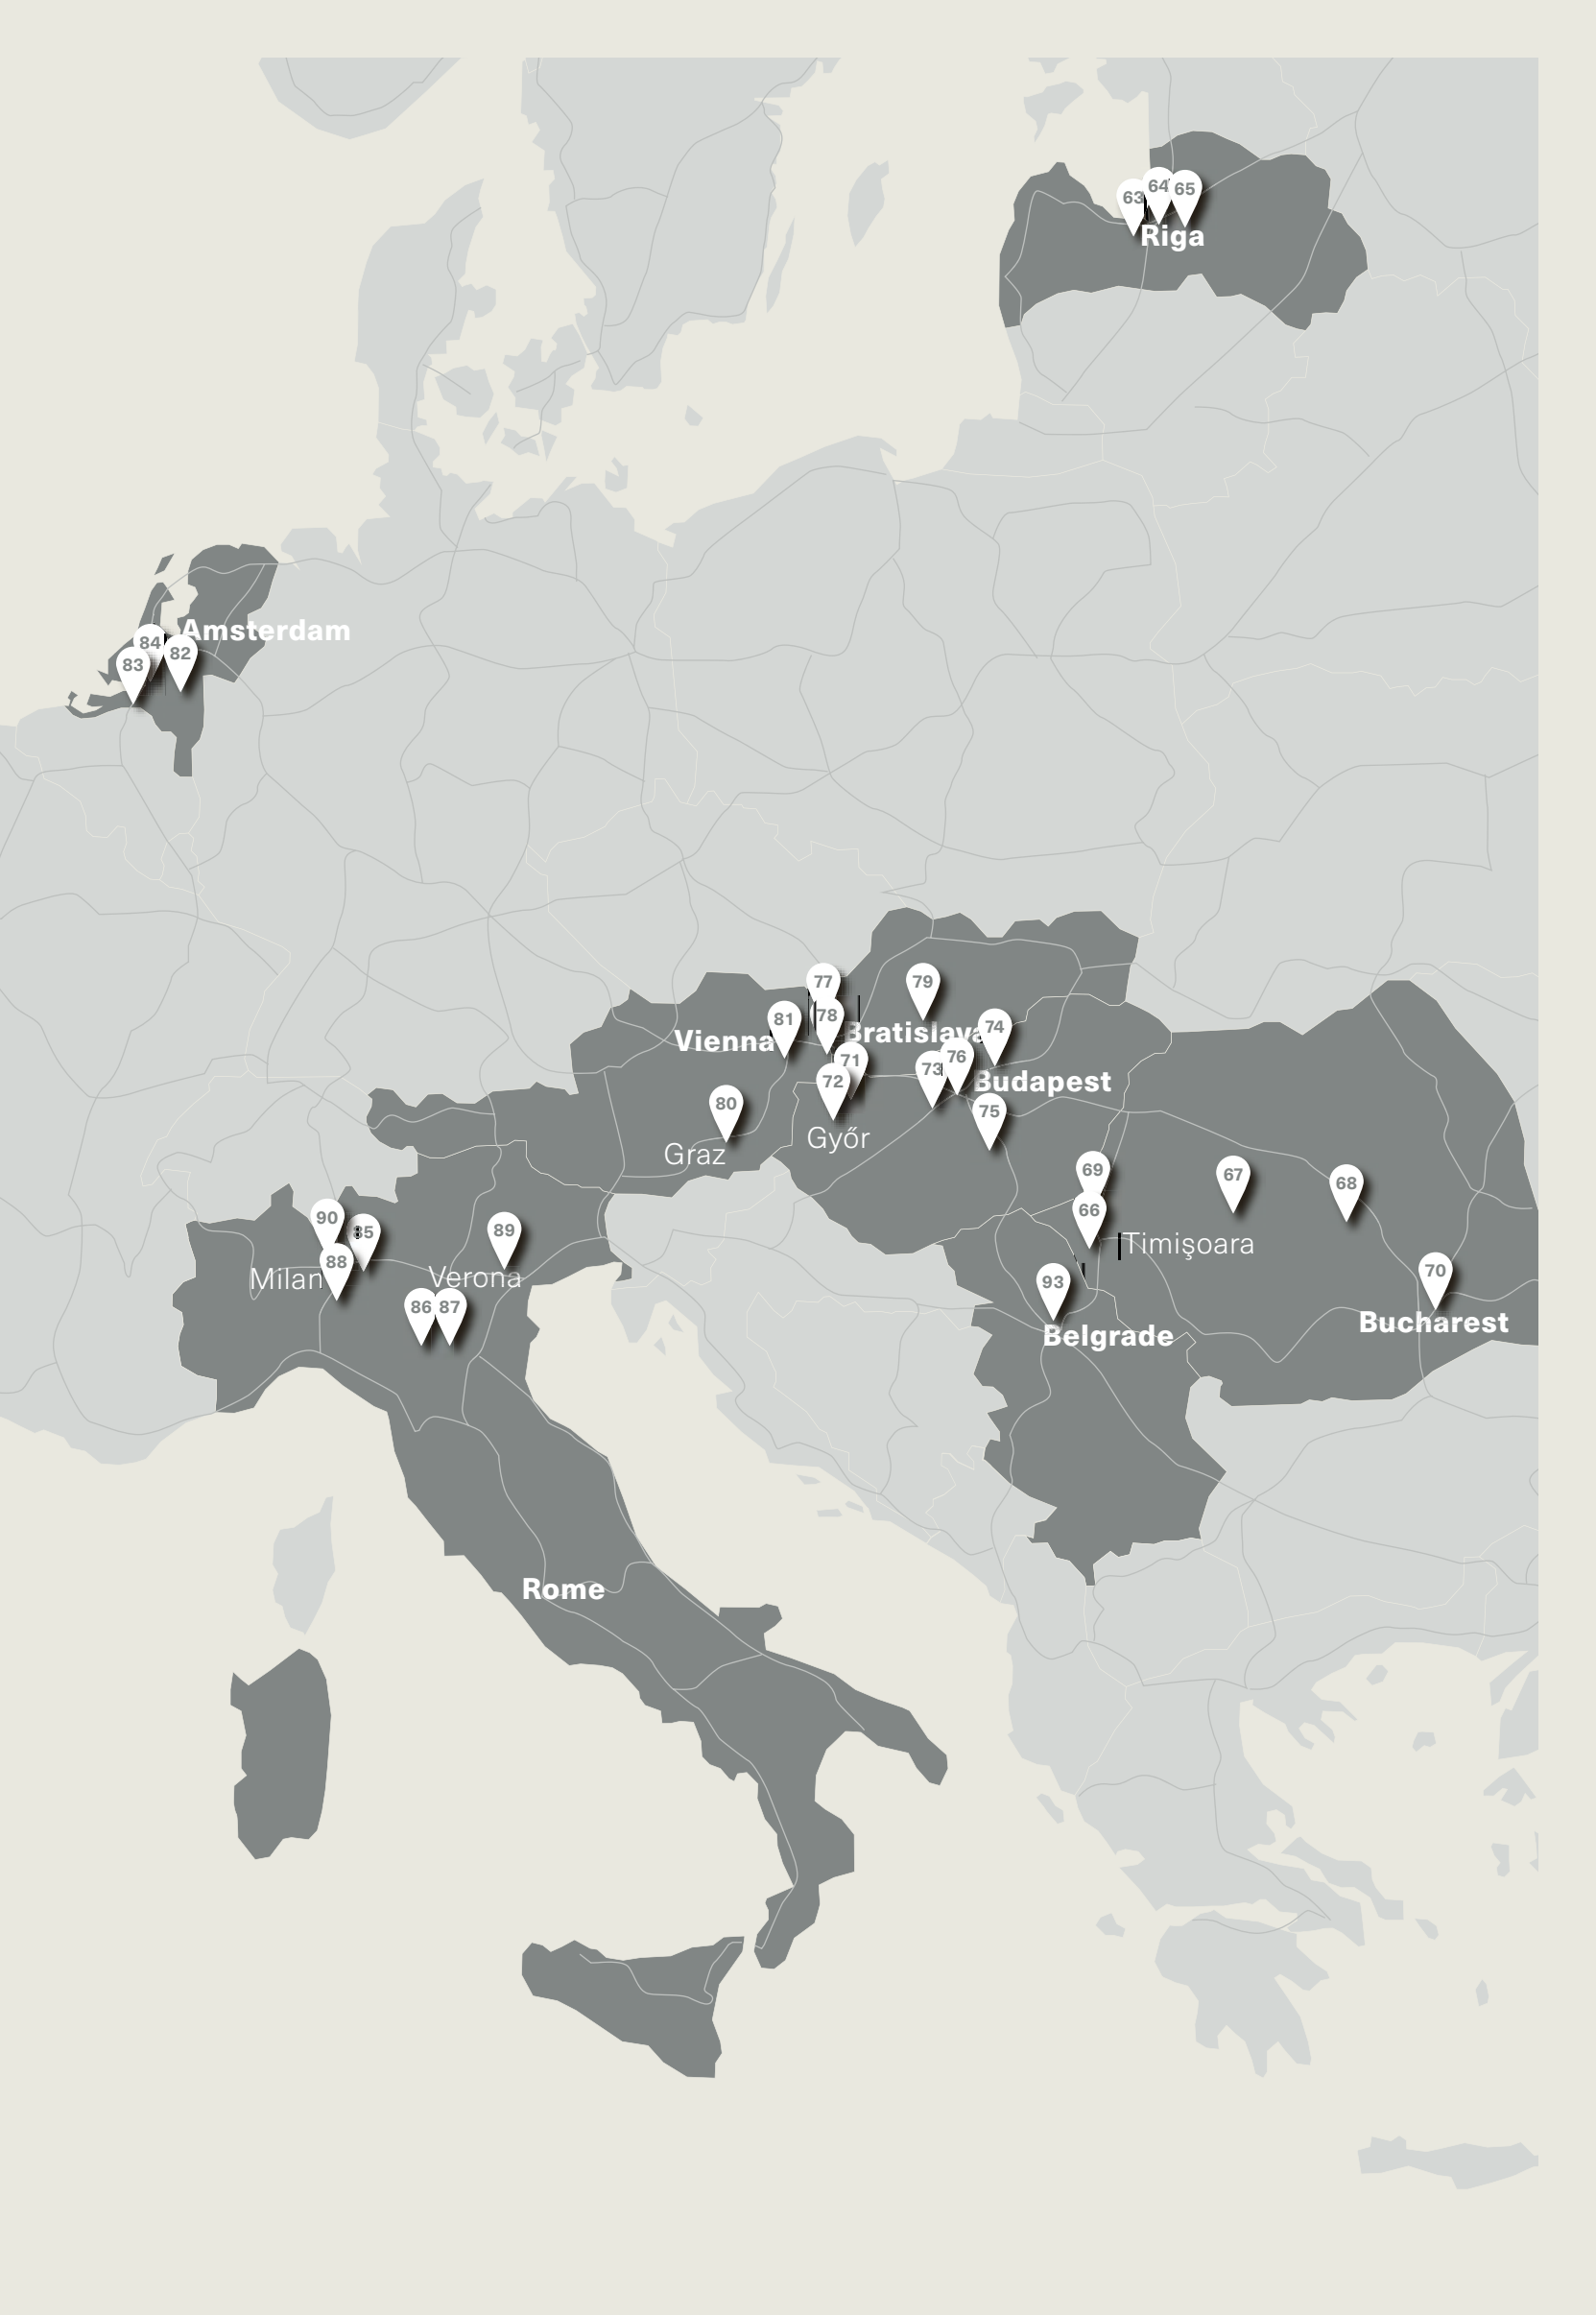 63
64
65
Riga
Amsterdam
84
82
83
77
79
81
78
Bratislava
74
Vienna
71
76
73
72
Budapest
80
75
Győr
Graz
69
67
68
66
90
85
89
Timişoara
88
Milan
Verona
70
93
86
87
Bucharest
Belgrade
Rome